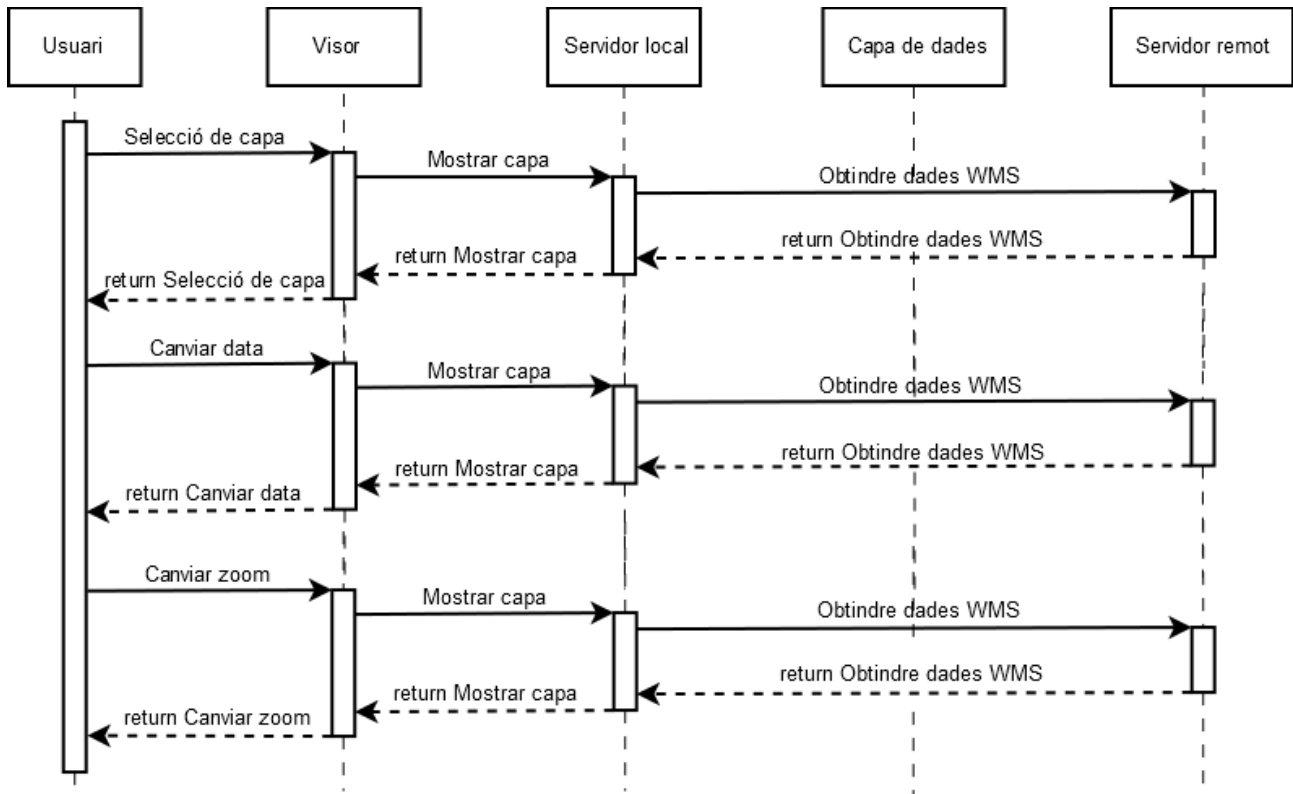 Usuari
Visor
Servidor local
Capa de dades
Servidor remot
Selecció de capa
Mostrar capa
Obtindre dades WMS
return Obtindre dades WMS
return Mostrar capa
return Selecció de capa
Canviar data
Mostrar capa
Obtindre dades WMS
return Obtindre dades WMS
return Mostrar capa
return Canviar data
Canviar zoom
Mostrar capa
Obtindre dades WMS
return Obtindre dades WMS
return Mostrar capa
return Canviar zoom